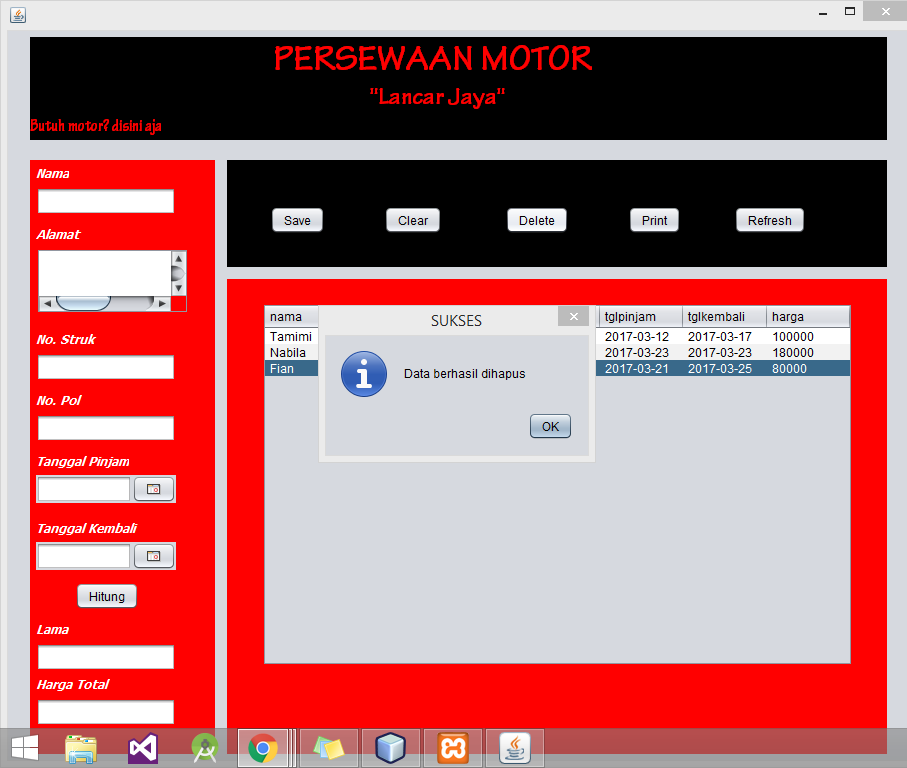 PERSEWAAN MOTOR
"Lancar Jaya"
Butuh motor? disini aja
Nama
Alamat
No. Struk
No. Pol
Tanggal Pinjam
Tanggal Kembali
Hitung
Lama
Harga Total
Save Clear Delete Print Refresh
nama tglpinjam tglkembali harga
Tamimi 2017-03-12 2017-03-17 100000
Nabila 2017-03-23 2017-03-23 180000
Fian 2017-03-21 2017-03-25 80000
SUKSES
Data berhasil dihapus
OK